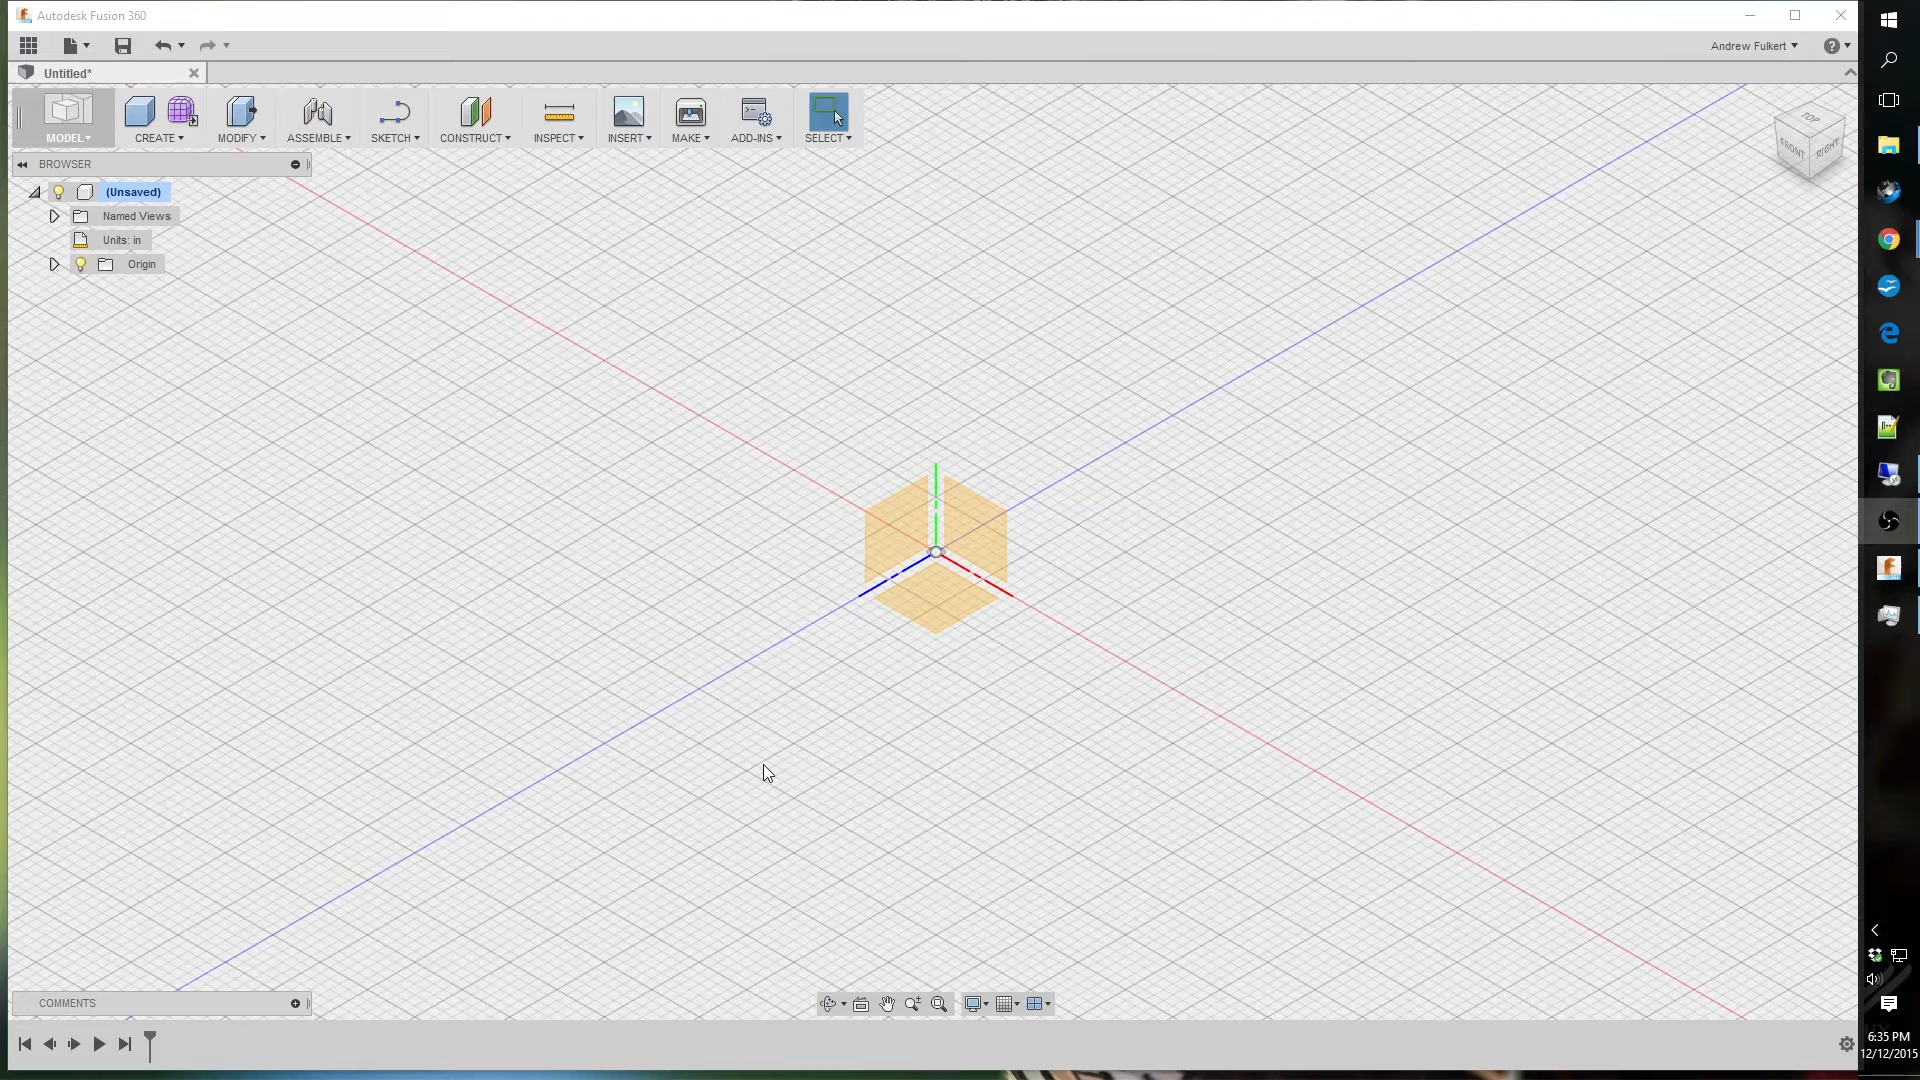 Autodesk Fusion 360
Andrew Fulkert
?
Untitled*
MODEL
CREATE
MODIFY
ASSEMBLE
SKETCH
CONSTRUCT
INSPECT
INSERT
MAKE
ADD-INS
SELECT
TOP
FRONT
RIGHT
BROWSER
(Unsaved)
Named Views
Units: in
Origin
COMMENTS
6:35 PM
12/12/2015